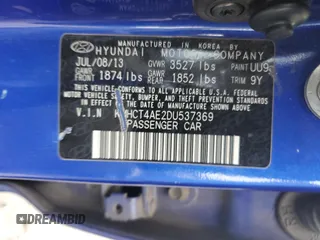 MANUFACTURED IN KOREA BY
HYUNDAI MOTOR COMPANY
JUL/08/13 GVWR 3527 lbs PAINT UU9
GAWR FRONT 1874 lbs GAWR REAR 1852 lbs TRIM 9Y
THIS VEHICLE CONFORMS TO ALL APPLICABLE
FEDERAL MOTOR VEHICLE SAFETY, BUMPER,
AND THEFT PREVENTION STANDARDS IN EFFECT
ON THE DATE OF MANUFACTURE SHOWN ABOVE.
V.I.N HCT4AE2DU537369
PASSENGER CAR
DREAMBID